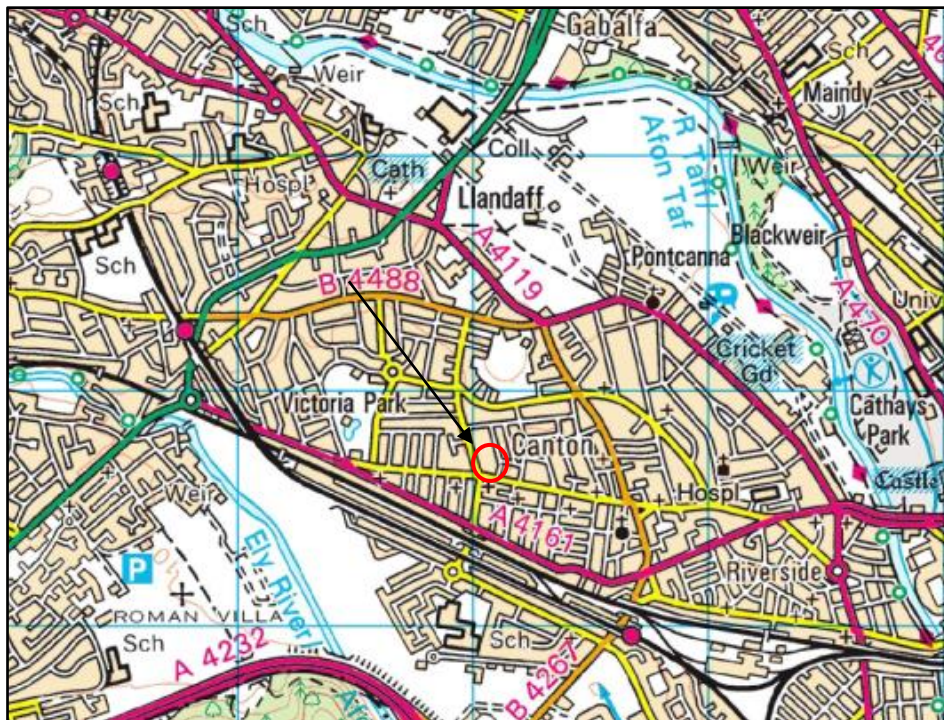 Sch
Gabalfa
Weir
Sch
Maindy
Sch
R Taff /
Afon Taf
Coll
Cath
Weir
Hospl
Llandaff
Blackweir
Sch
A4119
Pontcanna
B 4488
A 470
Univ
Cricket
Gd
Victoria Park
Cathays
Park
Canton
Castle
Weir
Hospl
A 4161
Ely River
P
Riverside
ROMAN VILLA
Sch
Sch
A 4232
B 4267